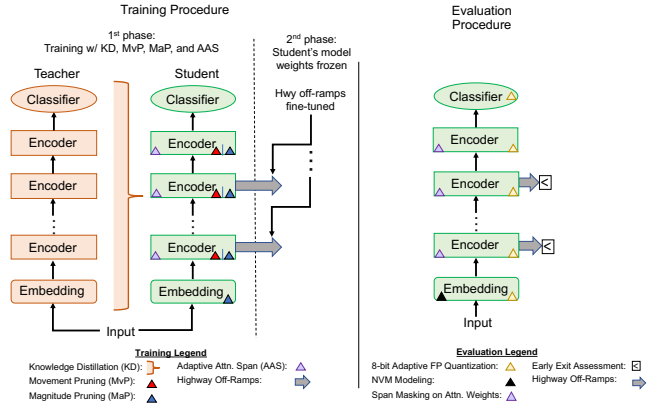 Training Procedure
1st phase:
Training w/ KD, MvP, MaP, and AAS
2nd phase:
Student's model
weights frozen
Hwy off-ramps
fine-tuned
Teacher
Student
Classifier
Classifier
Encoder
Encoder
Encoder
Encoder
Encoder
Encoder
Embedding
Embedding
Input
Training Legend
Knowledge Distillation (KD):
Movement Pruning (MvP):
Magnitude Pruning (MaP):
Adaptive Attn. Span (AAS):
Highway Off-Ramps:
Evaluation
Procedure
Classifier
Encoder
Encoder
<
Encoder
<
Embedding
Input
Evaluation Legend
8-bit Adaptive FP Quantization:
NVM Modeling:
Span Masking on Attn. Weights:
Early Exit Assessment: <
Highway Off-Ramps: